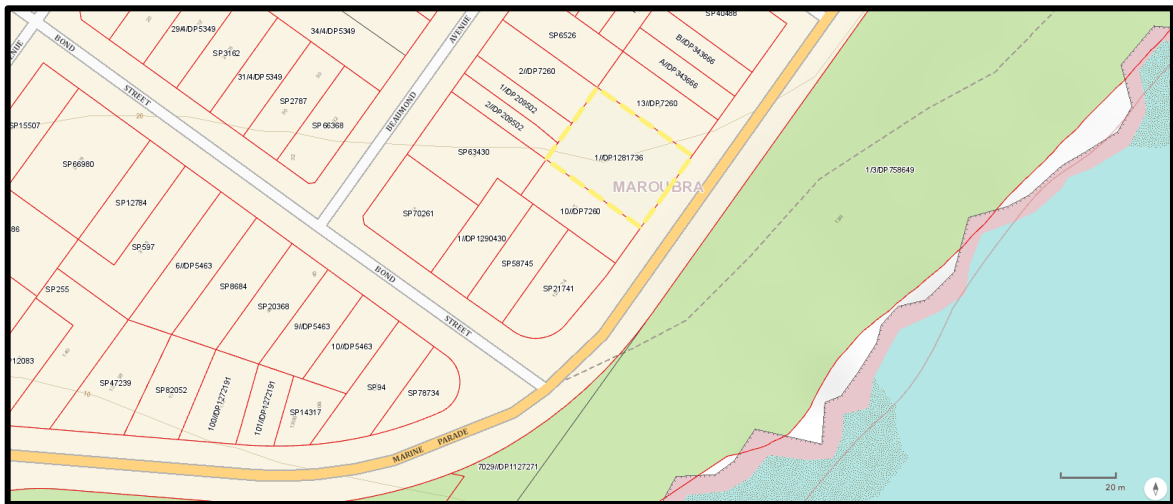 SP40488
29/4/DP5349
34/4/DP5349
AVENUE
SP6526
B//DP343666
BOND
SP3162
A//DP343666
2//DP7260
31/4/DP5349
1//DP209502
13//DP7260
STREET
SP2787
2//DP209502
BEAUMOND
SP15507
20
SP66368
SP63430
1//DP1281736
SP66980
1/3/DP758649
MAROUBRA
SP12784
SP70261
10//DP7260
SP597
1//DP1290430
6//DP5463
SP58745
BOND
SP255
SP8684
SP21741
SP20368
STREET
9//DP5463
10//DP5463
SP47239
SP82052
SP94
SP78734
10
100//DP1272191
101//DP1272191
SP14317
MARINE PARADE
7029//DP1127271
20 m